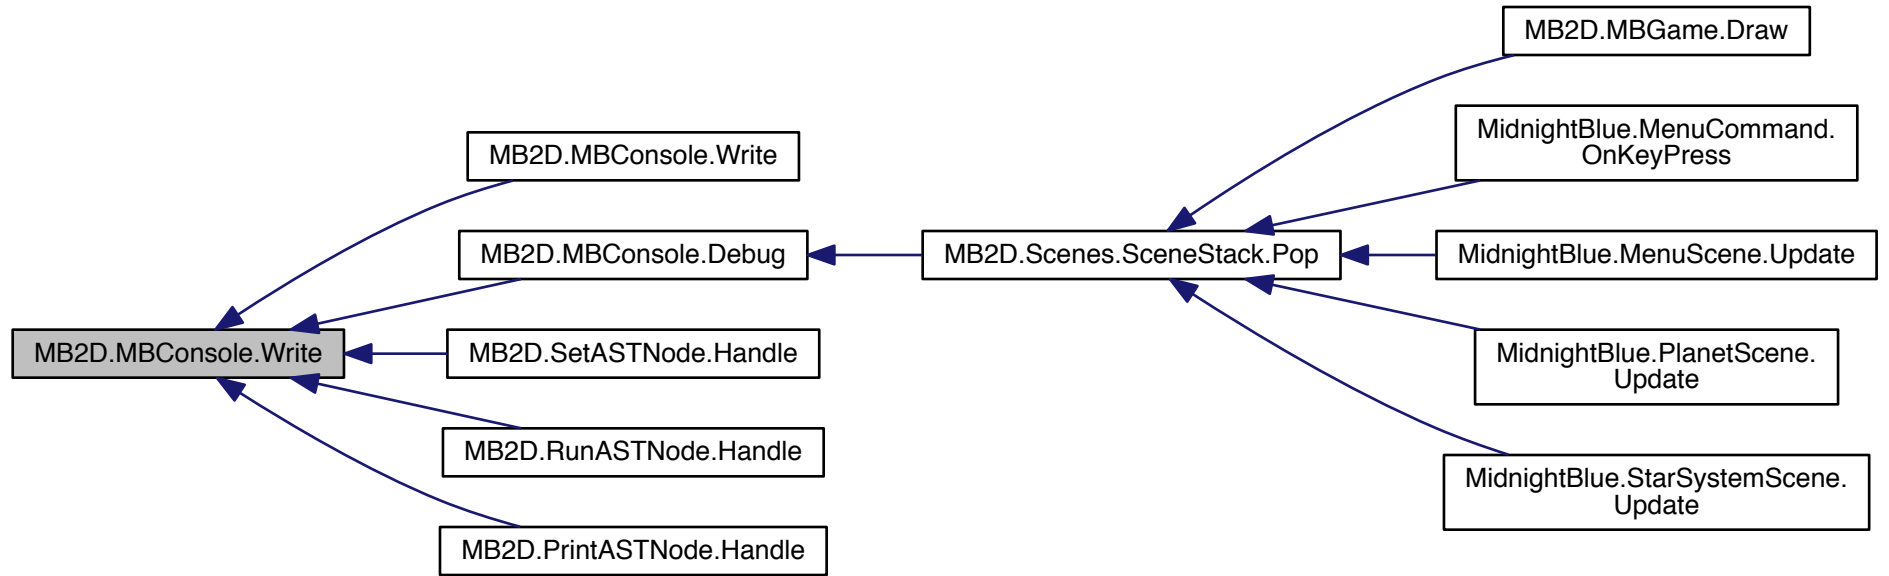 MB2D.MBGame.Draw
MidnightBlue.MenuCommand.
OnKeyPress
MB2D.MBConsole.Write
MB2D.MBConsole.Debug
MB2D.Scenes.SceneStack.Pop
MidnightBlue.MenuScene.Update
MB2D.MBConsole.Write
MB2D.SetASTNode.Handle
MidnightBlue.PlanetScene.
Update
MB2D.RunASTNode.Handle
MidnightBlue.StarSystemScene.
Update
MB2D.PrintASTNode.Handle